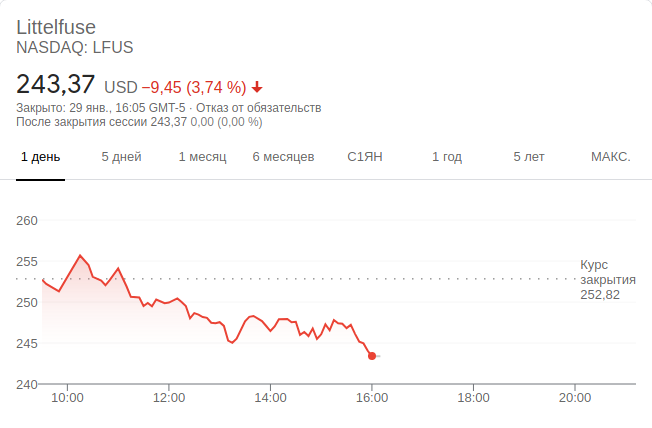 Littelfuse
NASDAQ: LFUS
243,37 USD −9,45 (3,74 %)
Закрыто: 29 янв., 16:05 GMT-5 · Отказ от обязательств
После закрытия сессии 243,37 0,00 (0,00 %)
1 день 5 дней 1 месяц 6 месяцев С1ЯН 1 год 5 лет МАКС.
260
255
250
245
240
Курс
закрытия
252,82
10:00 12:00 14:00 16:00 18:00 20:00